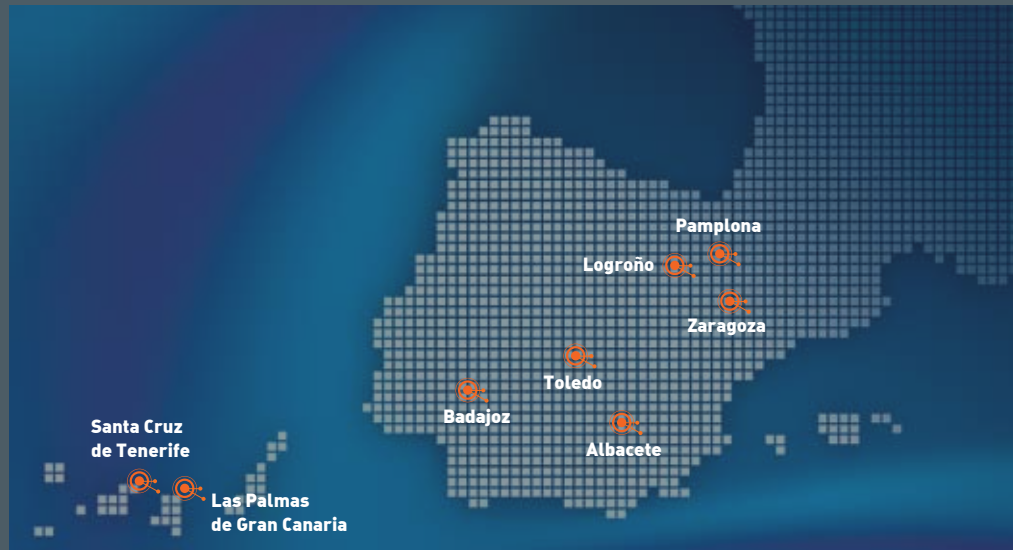 Pamplona
Logroño
Zaragoza
Toledo
Badajoz
Albacete
Santa Cruz
de Tenerife
Las Palmas
de Gran Canaria